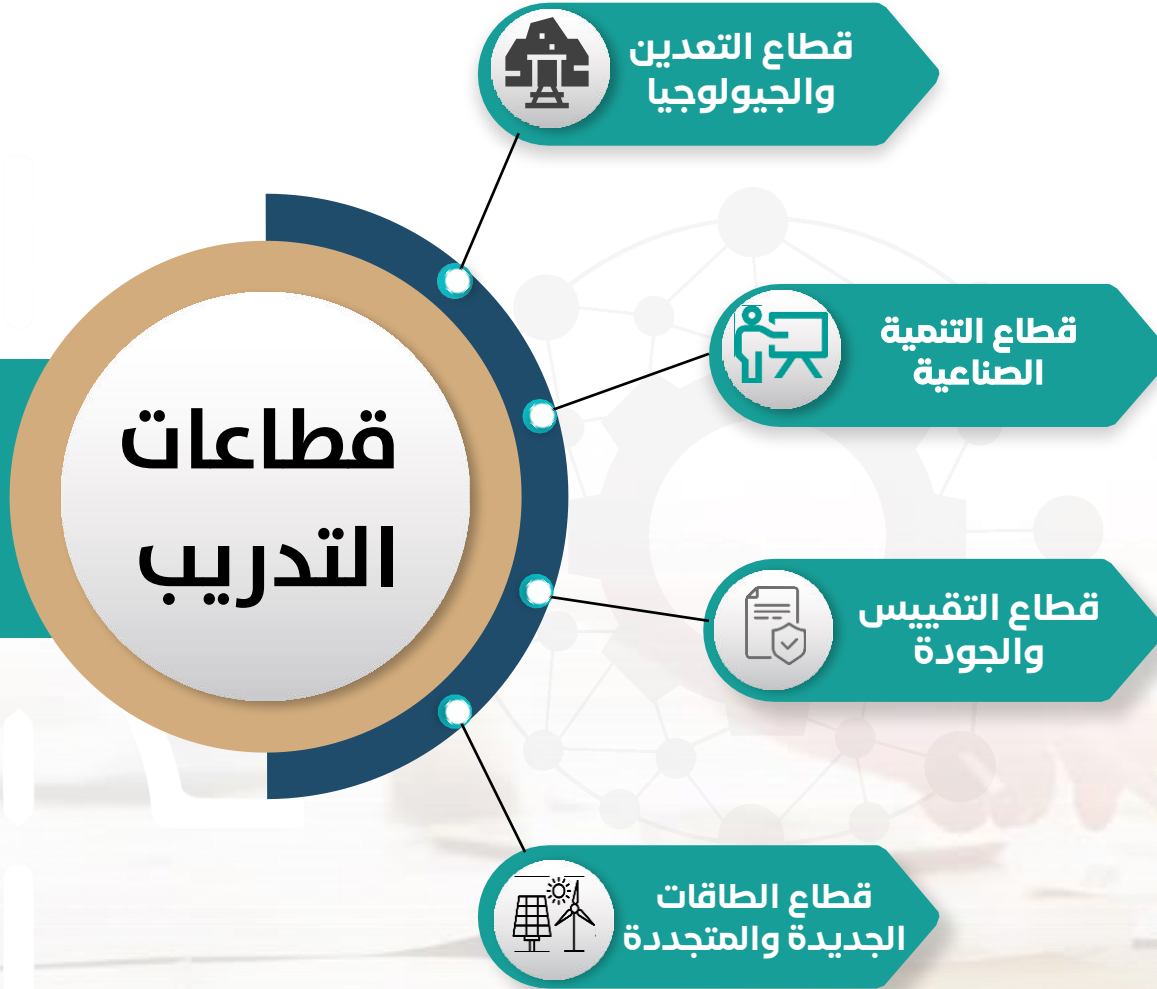 قطاع التعدين
والجيولوجيا
قطاعات
التدريب
قطاع التنمية
الصناعية
قطاع التقييس
والجودة
قطاع الطاقات
الجديدة والمتجددة